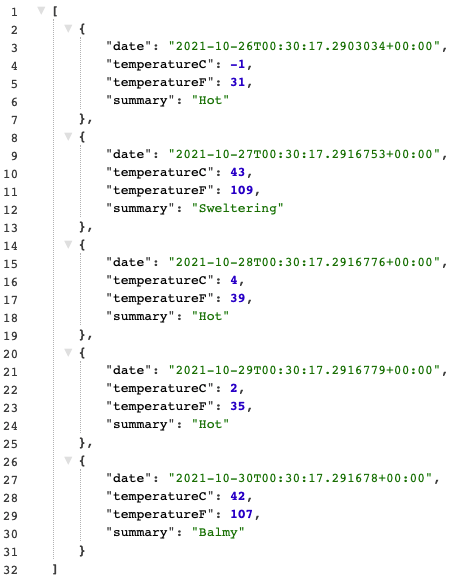 1 [
2 {
3 "date": "2021-10-26T00:30:17.2903034+00:00",
4 "temperatureC": -1,
5 "temperatureF": 31,
6 "summary": "Hot"
7 },
8 {
9 "date": "2021-10-27T00:30:17.2916753+00:00",
10 "temperatureC": 43,
11 "temperatureF": 109,
12 "summary": "Sweltering"
13 },
14 {
15 "date": "2021-10-28T00:30:17.2916776+00:00",
16 "temperatureC": 4,
17 "temperatureF": 39,
18 "summary": "Hot"
19 },
20 {
21 "date": "2021-10-29T00:30:17.2916779+00:00",
22 "temperatureC": 2,
23 "temperatureF": 35,
24 "summary": "Hot"
25 },
26 {
27 "date": "2021-10-30T00:30:17.291678+00:00",
28 "temperatureC": 42,
29 "temperatureF": 107,
30 "summary": "Balmy"
31 }
32 ]